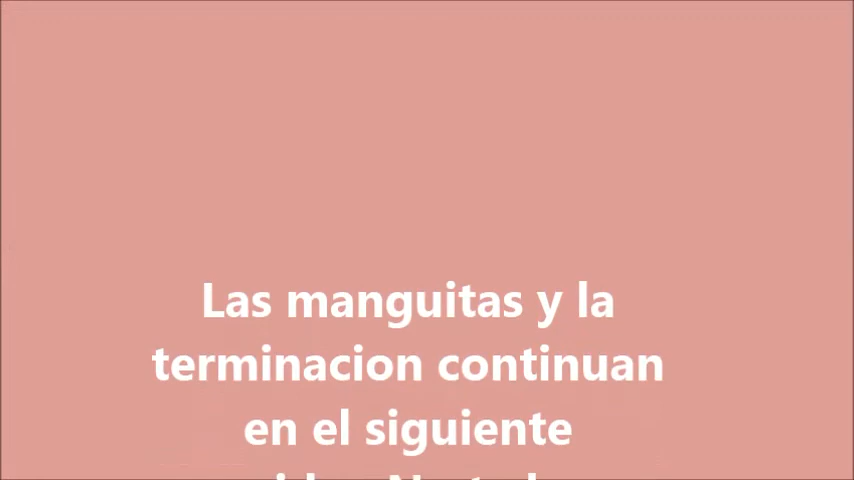 Las manguitas y la
terminacion continuan
en el siguiente